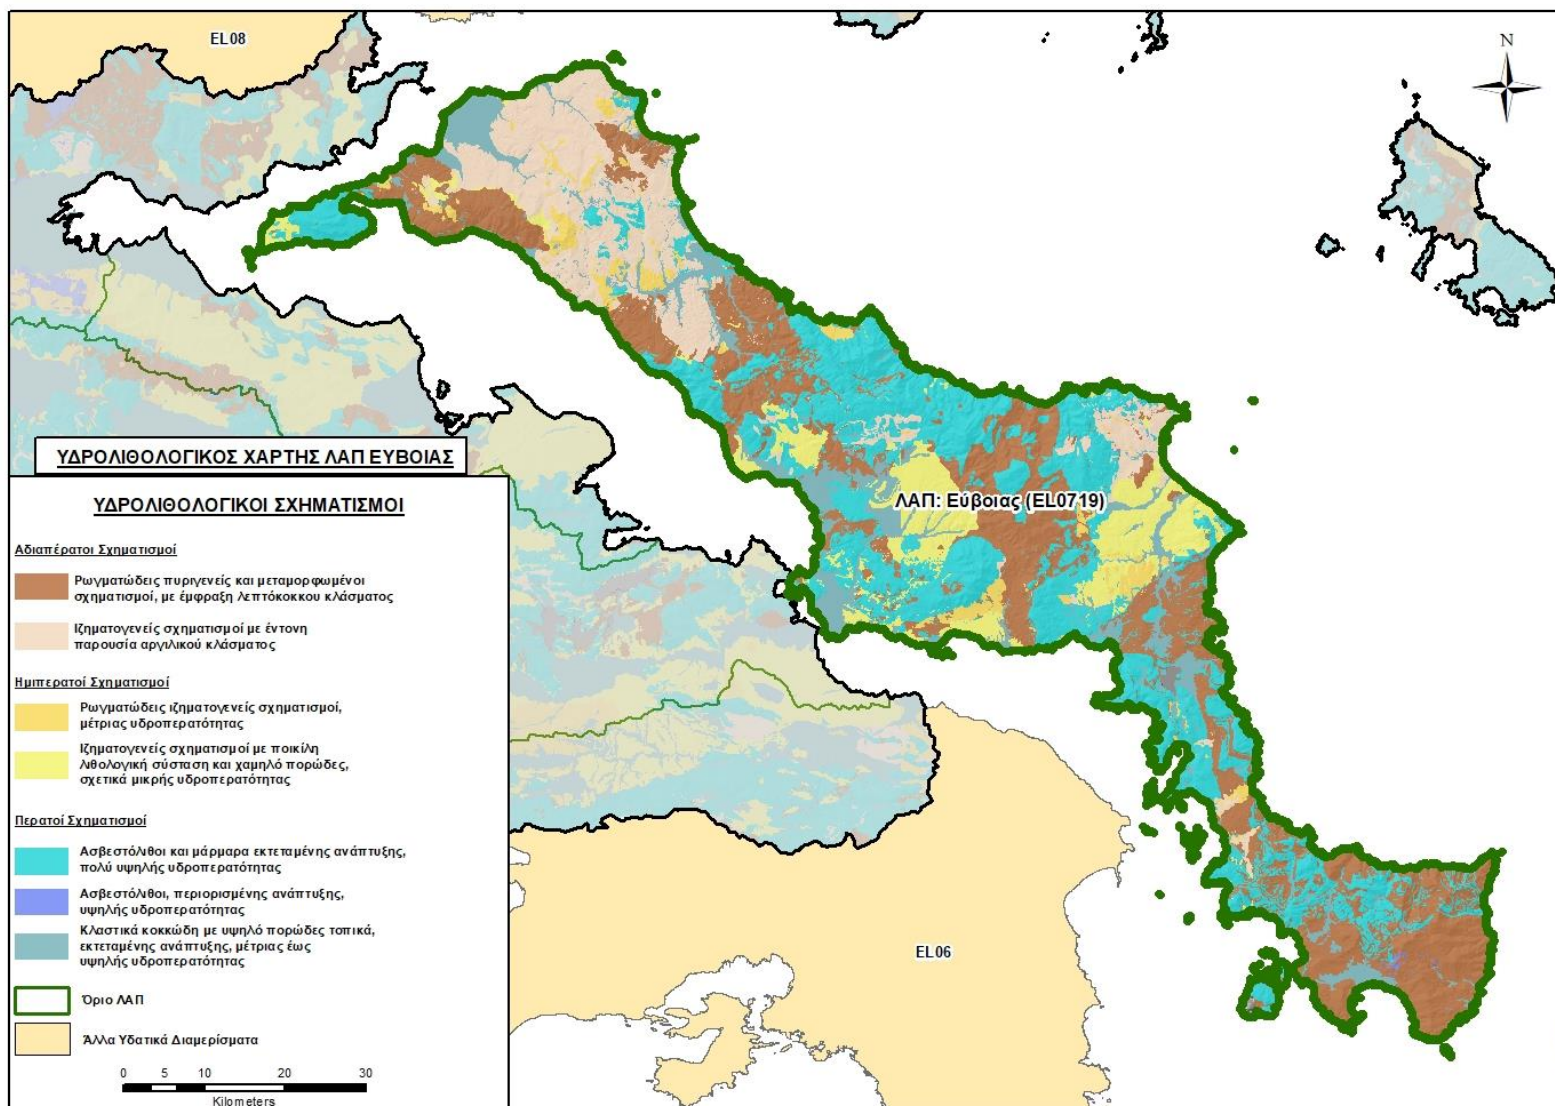 EL08
N
ΥΔΡΟΛΙΘΟΛΟΓΙΚΟΣ ΧΑΡΤΗΣ ΛΑΠ ΕΥΒΟΙΑΣ
ΛΑΠ: Εύβοιας (EL0719)
EL06
ΥΔΡΟΛΙΘΟΛΟΓΙΚΟΙ ΣΧΗΜΑΤΙΣΜΟΙ
Αδιαπέρατοι Σχηματισμοί
Ρωγματώδεις πυριγενείς και μεταμορφωμένοι
σχηματισμοί, με έμφραξη λεπτόκοκκου κλάσματος
Ιζηματογενείς σχηματισμοί με έντονη
παρουσία αργιλικού κλάσματος
Ημιπερατοί Σχηματισμοί
Ρωγματώδεις ιζηματογενείς σχηματισμοί,
μέτριας υδροπερατότητας
Ιζηματογενείς σχηματισμοί με ποικίλη
λιθολογική σύσταση και χαμηλό πορώδες,
σχετικά μικρής υδροπερατότητας
Περατοί Σχηματισμοί
Ασβεστόλιθοι και μάρμαρα εκτεταμένης ανάπτυξης,
πολύ υψηλής υδροπερατότητας
Ασβεστόλιθοι, περιορισμένης ανάπτυξης,
υψηλής υδροπερατότητας
Κλαστικά κοκκώδη με υψηλό πορώδες τοπικά,
εκτεταμένης ανάπτυξης, μέτριας έως
υψηλής υδροπερατότητας
Όριο ΛΑΠ
Άλλα Υδατικά Διαμερίσματα
0 5 10 20 30
Kilometers